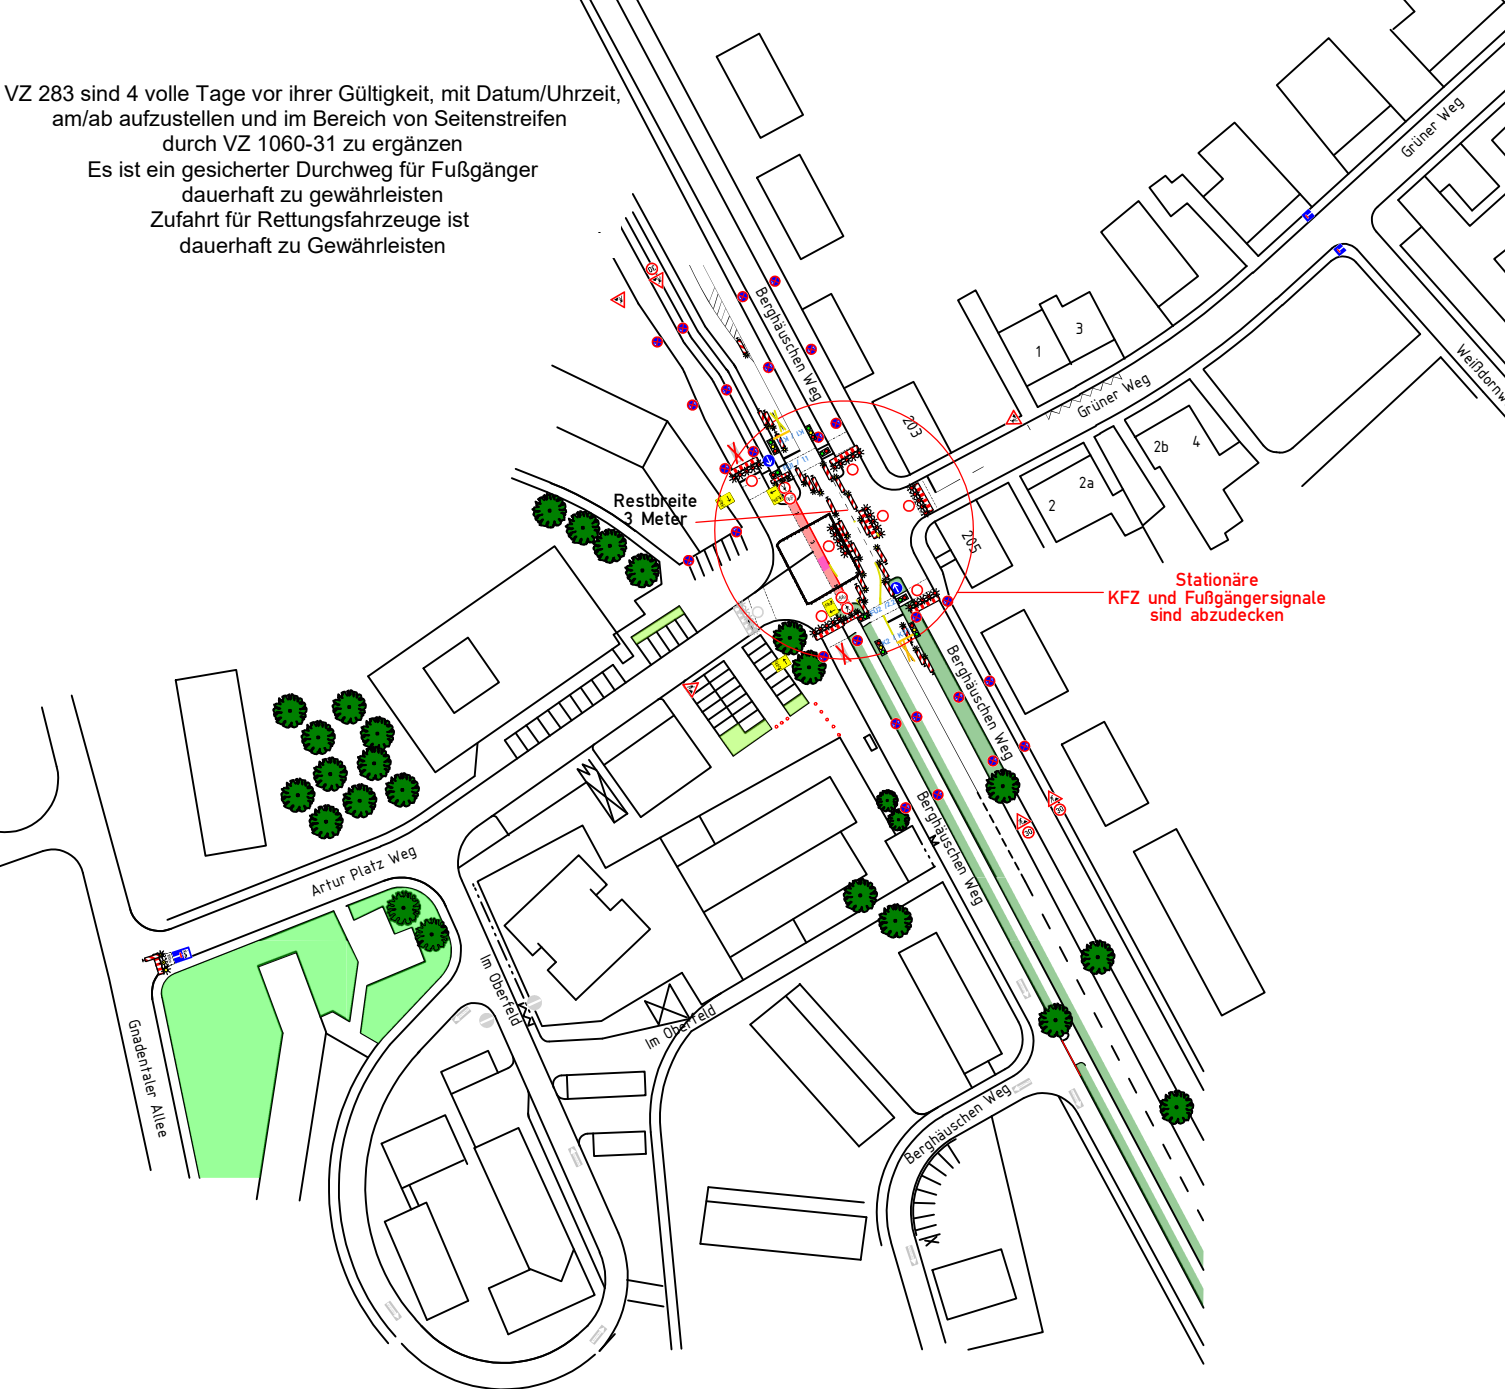 VZ 283 sind 4 volle Tage vor ihrer Gültigkeit, mit Datum/Uhrzeit,
am/ab aufzustellen und im Bereich von Seitenstreifen
durch VZ 1060-31 zu ergänzen
Es ist ein gesicherter Durchweg für Fußgänger
dauerhaft zu gewährleisten
Zufahrt für Rettungsfahrzeuge ist
dauerhaft zu Gewährleisten
Grüner Weg
Berghäuschen Weg
1
3
Weißdornw
Grüner Weg
203
2b
4
2a
2
Restbreite
3 Meter
205
Stationäre
KFZ und Fußgängersignale
sind abzudecken
Berghäuschen Weg
Berghäuschen Weg
Artur Platz Weg
Im Oberfeld
Im Oberfeld
Gnadentaler Allee
Berghäuschen Weg